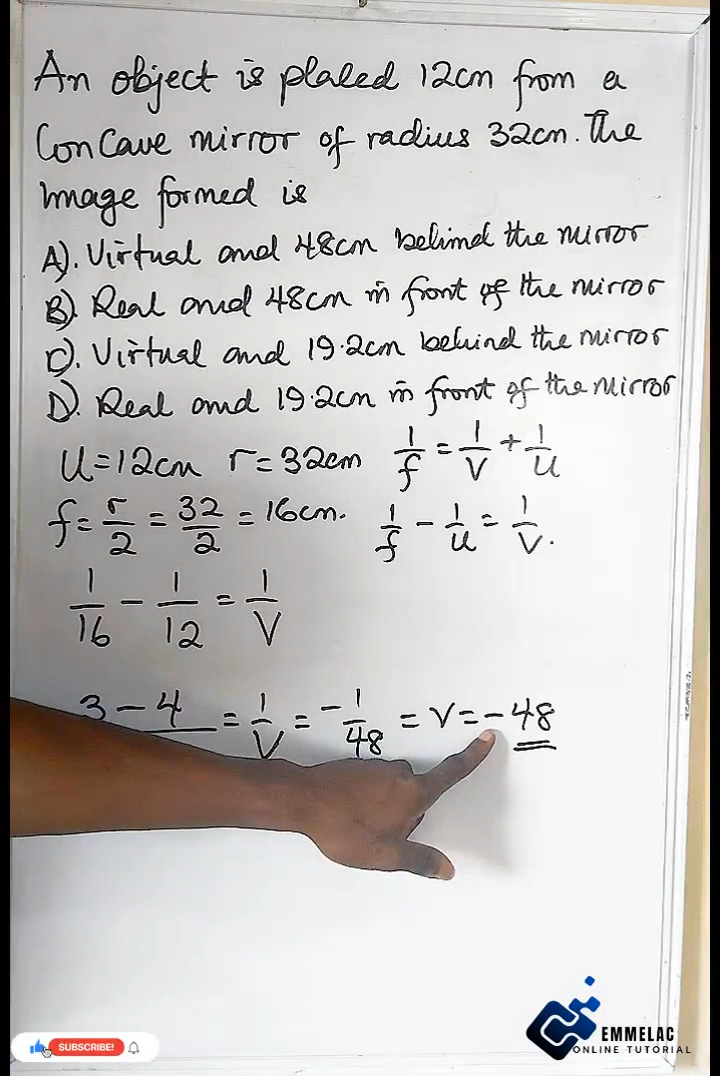 An object is placed 12cm from a
Concave mirror of radius 32cm. The
Image formed is
A). Virtual and 48cm behind the mirror
B). Real and 48cm in front of the mirror
C). Virtual and 19.2cm behind the mirror
D). Real and 19.2cm in front of the mirror
U=12cm r=32cm 1/f = 1/V + 1/U
f = r/2 = 32/2 = 16cm. 1/f - 1/u = 1/V.
1/16 - 1/12 = 1/V
3 - 4 = 1/V = -1/48 = V = -48
SUBSCRIBE!
EMMELAC
ONLINE TUTORIAL